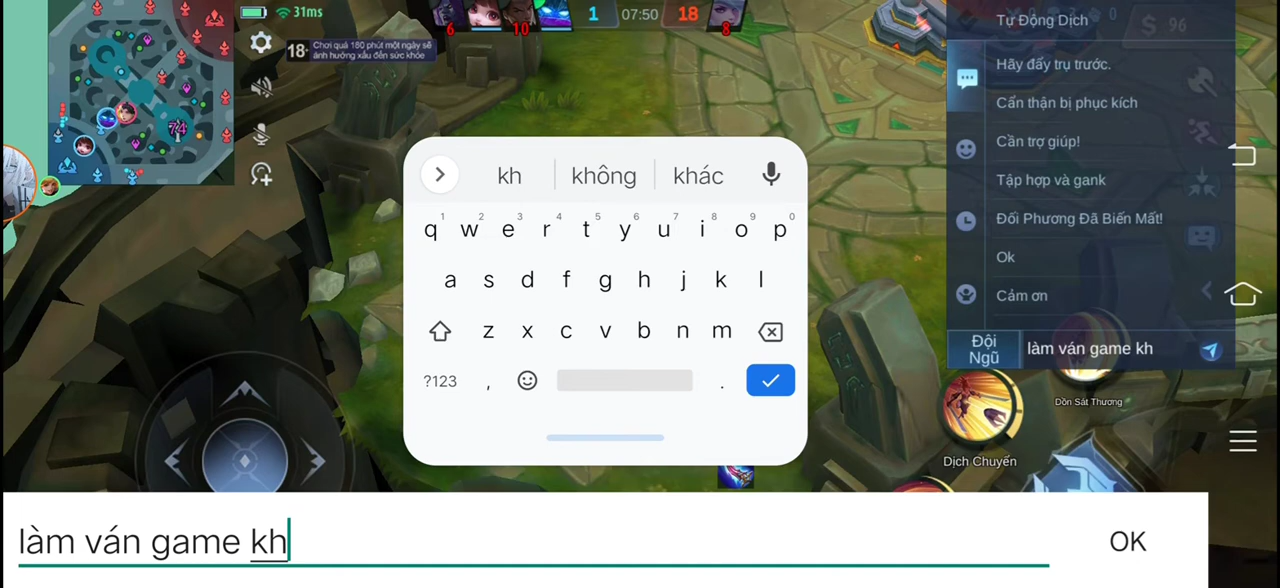 31ms
18+ Chơi quá 180 phút một ngày sẽ
ảnh hưởng xấu đến sức khỏe
74
6
10
1
07:50
18
8
$ 96
Tự Động Dịch
Hãy đẩy trụ trước.
Cẩn thận bị phục kích
Cần trợ giúp!
Tập hợp và gank
Đối Phương Đã Biến Mất!
Ok
Cảm ơn
Đội
Ngũ
làm ván game kh
Dồn Sát Thương
Dịch Chuyển
kh
không
khác
1 2 3 4 5 6 7 8 9 0
q w e r t y u i o p
a s d f g h j k l
z x c v b n m
?123 , .
làm ván game kh
OK